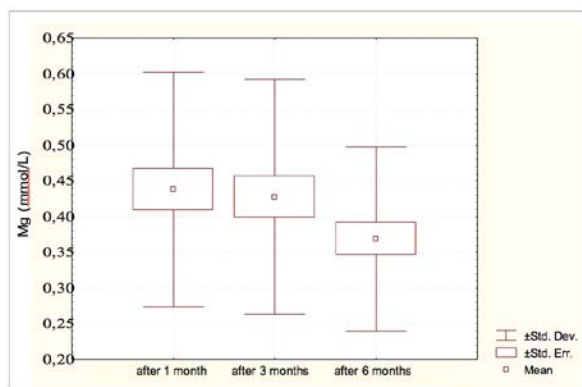 0,65
0,60
0,55
0,50
0,45
0,40
0,35
0,30
0,25
0,20
Mg (mmol/L)
after 1 month
after 3 months
after 6 months
±Std. Dev.
±Std. Err.
Mean